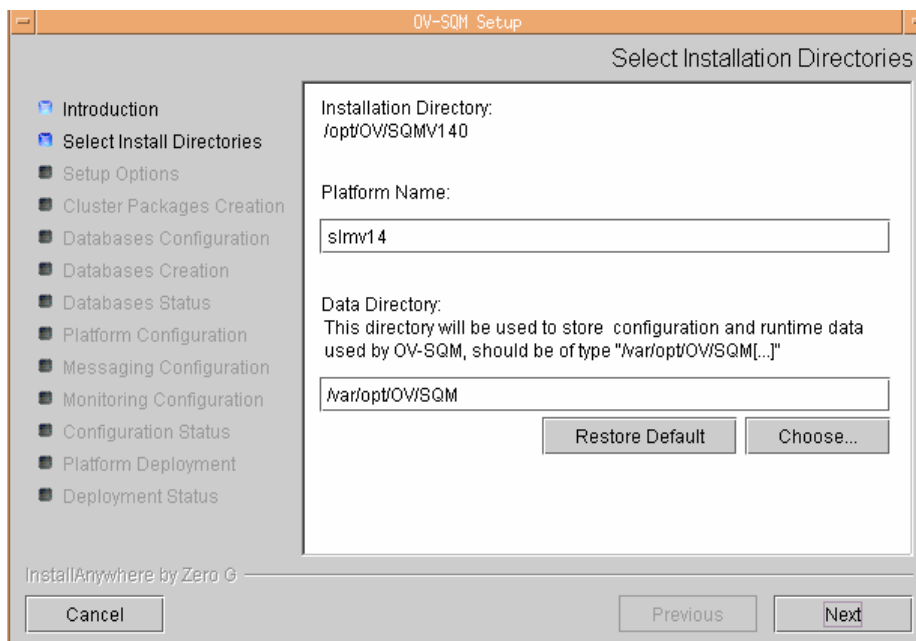 OV-SQM Setup
Select Installation Directories
Introduction
Select Install Directories
Setup Options
Cluster Packages Creation
Databases Configuration
Databases Creation
Databases Status
Platform Configuration
Messaging Configuration
Monitoring Configuration
Configuration Status
Platform Deployment
Deployment Status
Installation Directory:
/opt/OV/SQMV140
Platform Name:
slmv14
Data Directory:
This directory will be used to store configuration and runtime data
used by OV-SQM, should be of type "/var/opt/OV/SQM[...]"
/var/opt/OV/SQM
Restore Default
Choose...
InstallAnywhere by Zero G
Cancel
Previous
Next